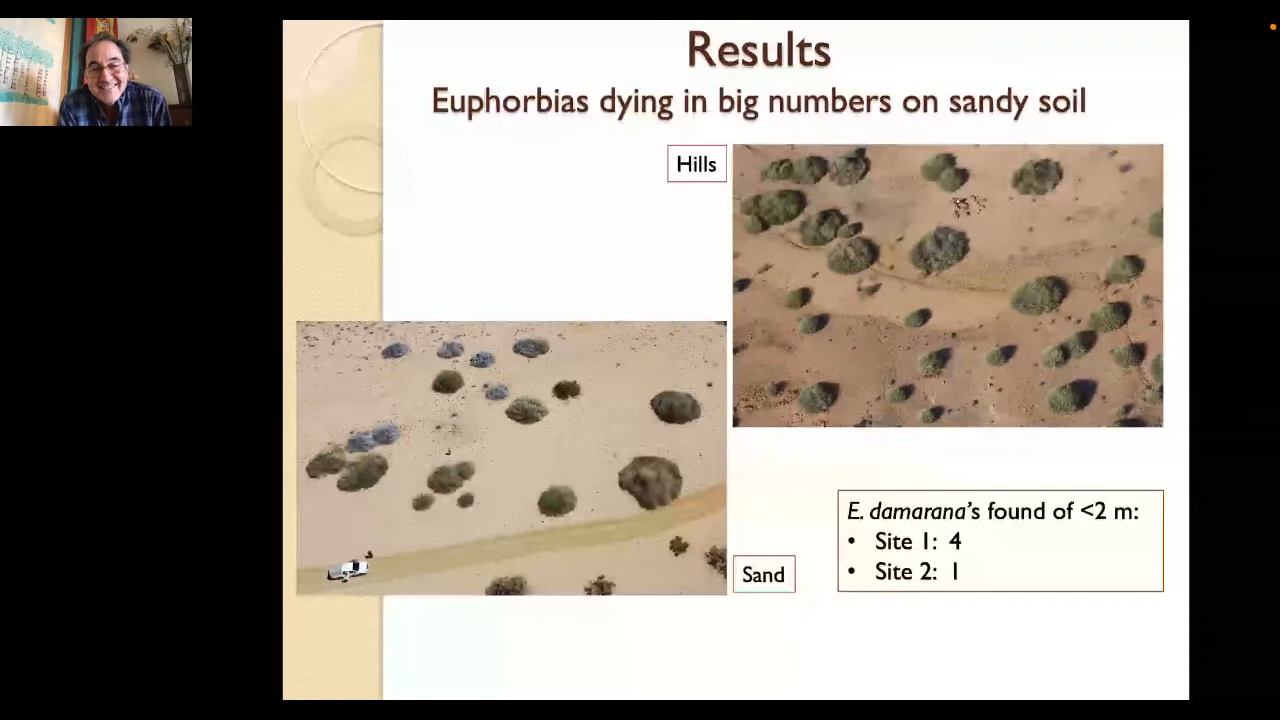 Results
Euphorbias dying in big numbers on sandy soil
Hills
Sand
E. damarana’s found of <2 m:
• Site 1: 4
• Site 2: 1